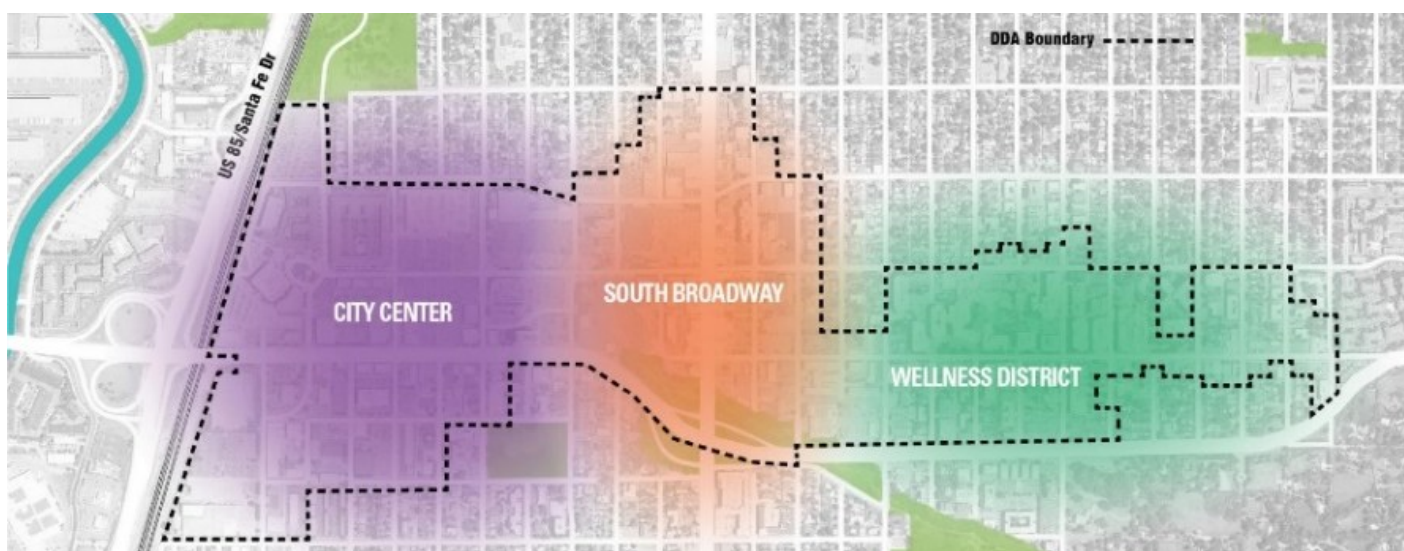 DDA Boundary
US 85/Santa Fe Dr
SOUTH BROADWAY
CITY CENTER
WELLNESS DISTRICT